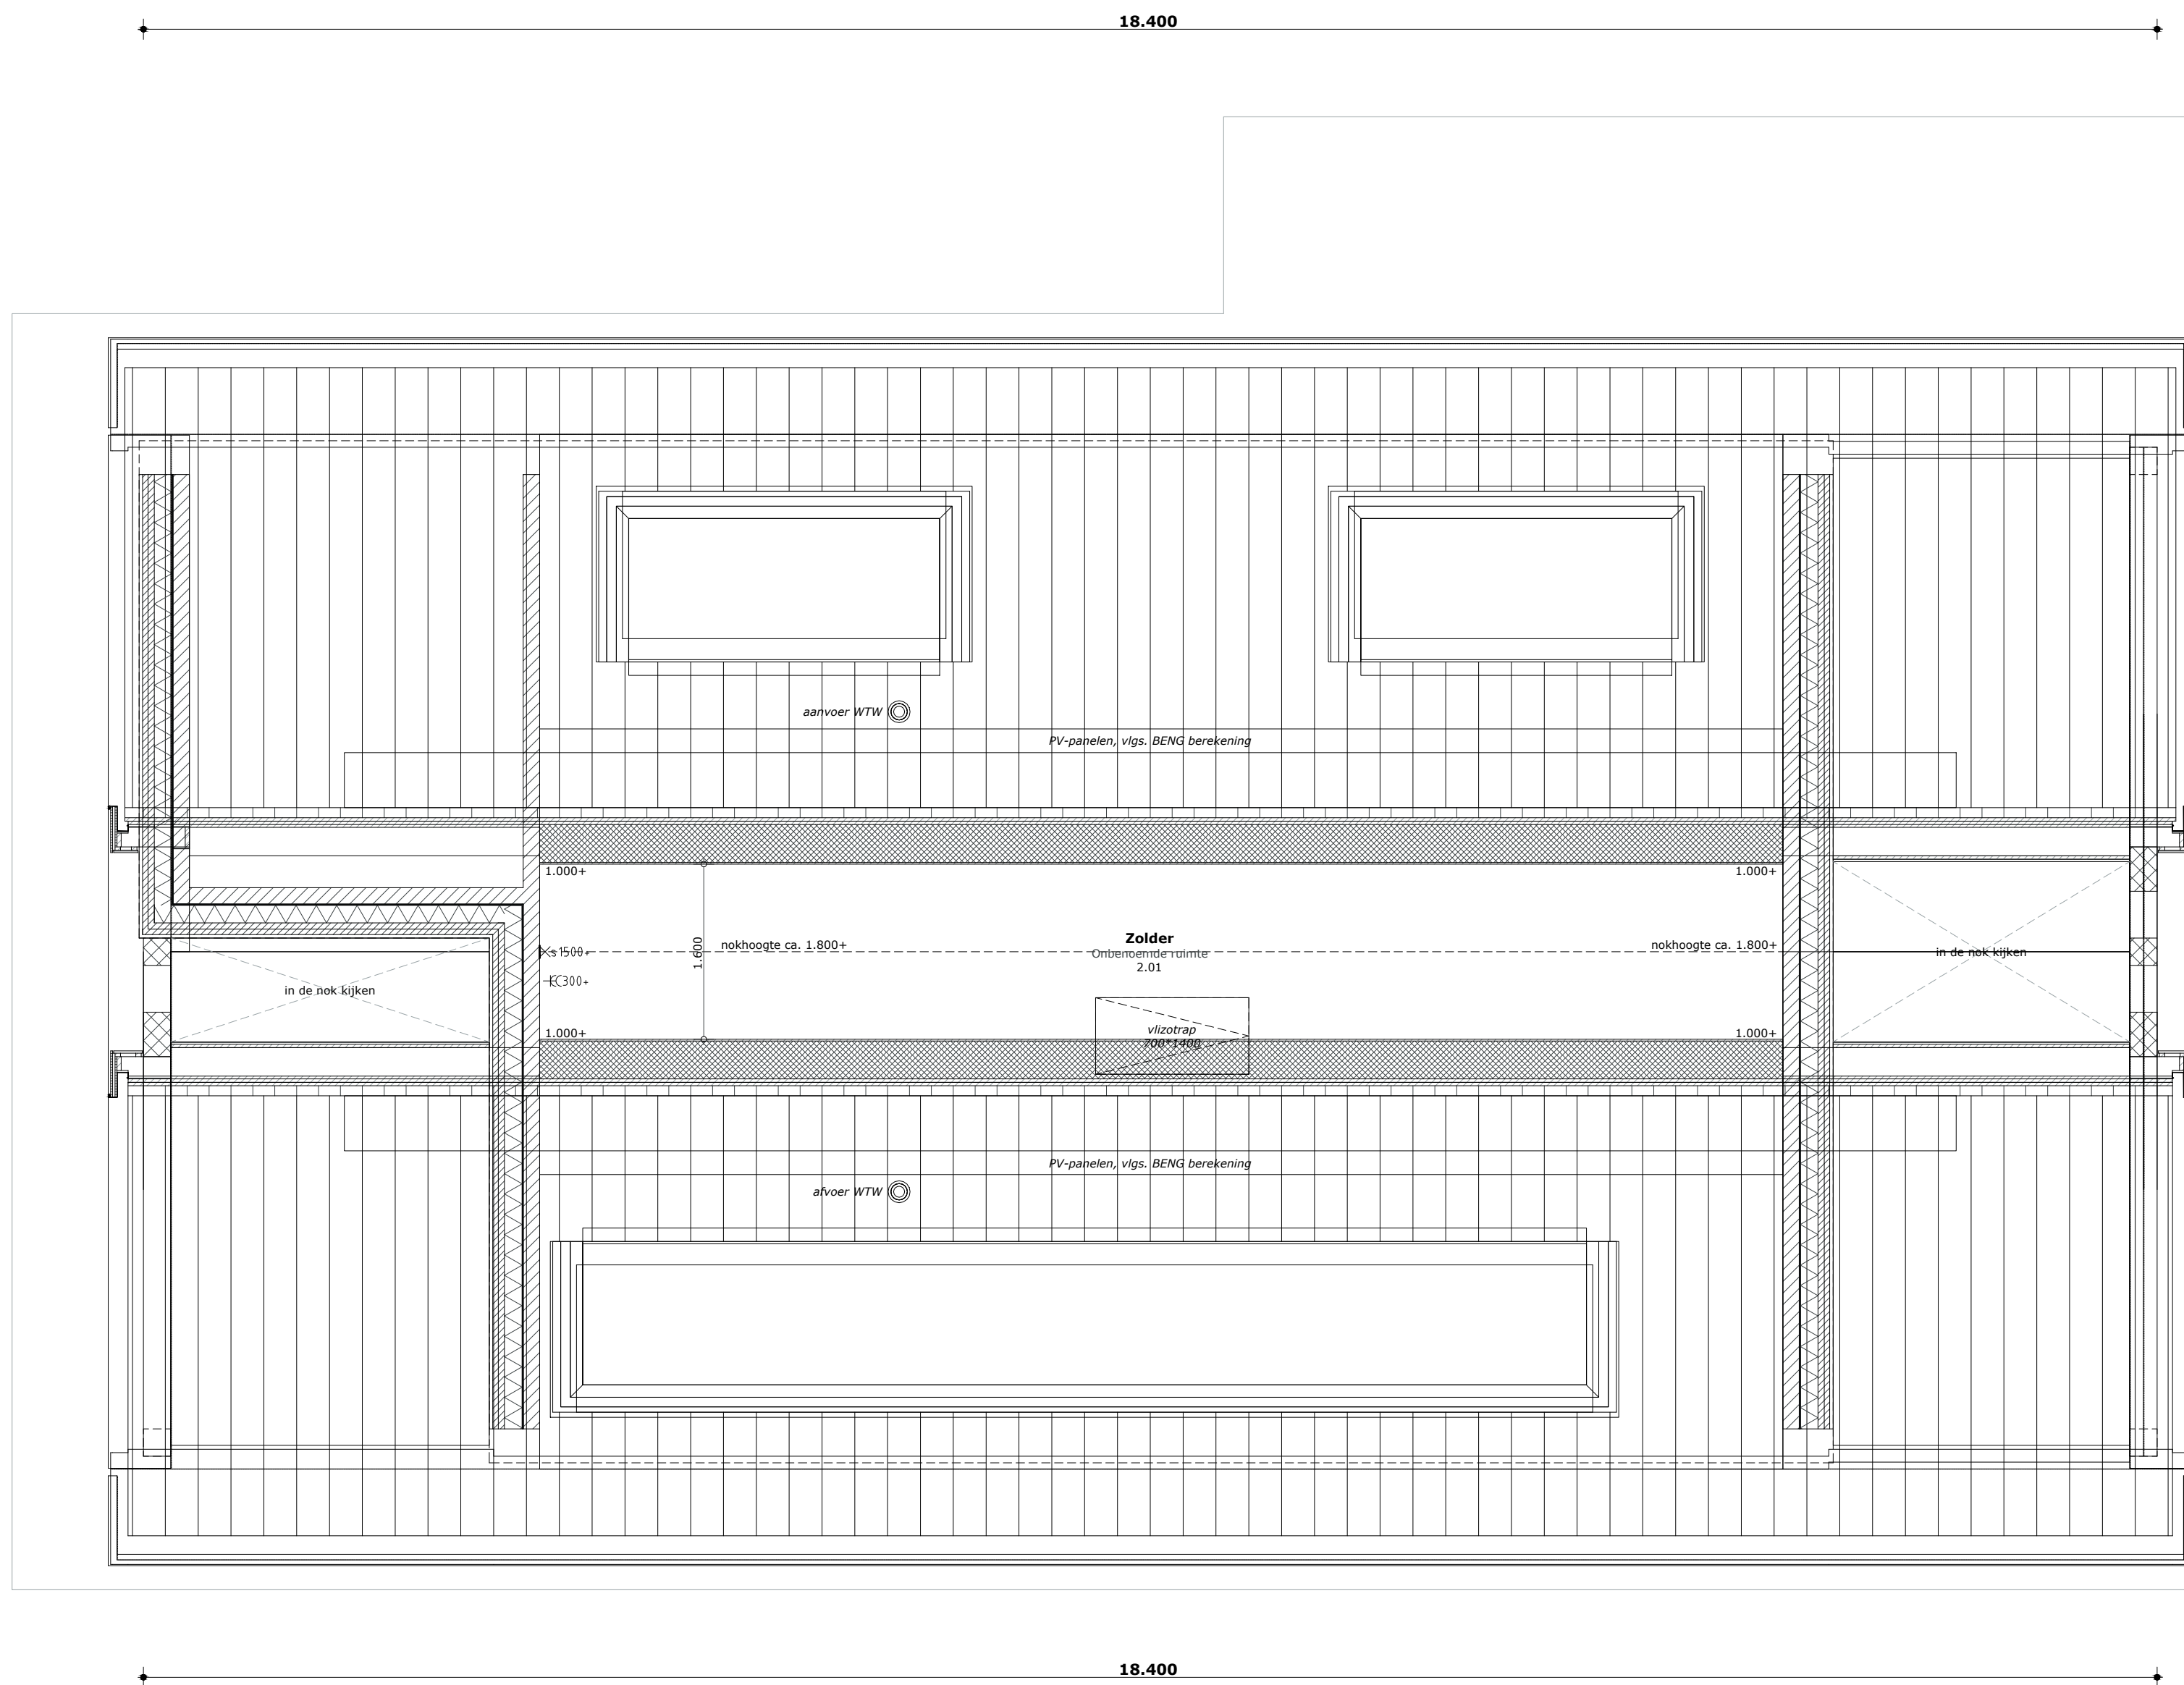 18.400
aanvoer WTW
PV-panelen, vlgs. BENG berekening
1.000+
1.000+
1.600
nokhoogte ca. 1.800+
Zolder
Onbenoemde ruimte
2.01
nokhoogte ca. 1.800+
in de nok kijken
s 1500+
300+
in de nok kijken
1.000+
vlizotrap
700*1400
1.000+
PV-panelen, vlgs. BENG berekening
afvoer WTW
18.400